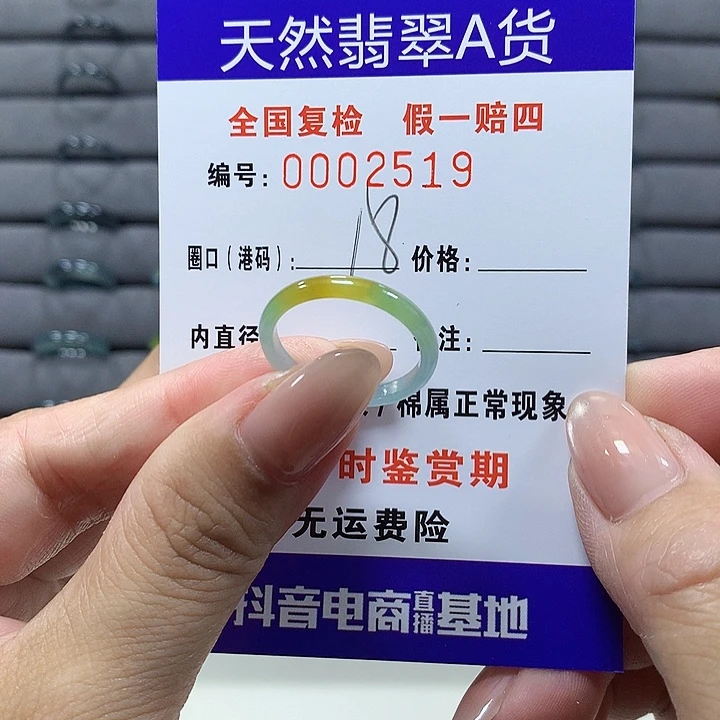 天然翡翠A货
全国复检 假一赔四
编号:0002519
圈口(港码):18 价格:
内直径 注:
棉属正常现象
时鉴赏期
无运费险
抖音电商直播基地